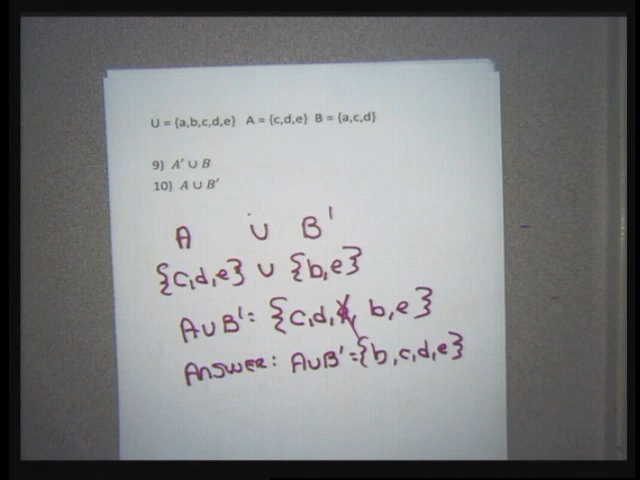 U = {a,b,c,d,e} A = {c,d,e} B = {a,c,d}
9) A′ ∪ B
10) A ∪ B′
A ∪ B'
{c,d,e} ∪ {b,e}
A∪B' = {c,d,e, b,e}
Answer: A∪B' = {b,c,d,e}